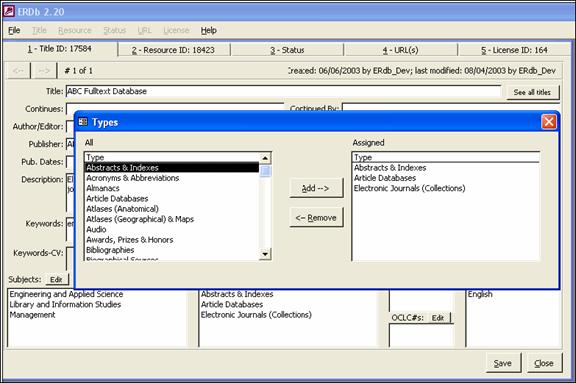 ERDb 2.20
File Title Resource Status URL License Help
1 - Title ID: 17584 2 - Resource ID: 18423 3 - Status 4 - URL(s) 5 - License ID: 164
<-- --> # 1 of 1 Created: 06/06/2003 by ERDb_Dev; last modified: 08/04/2003 by ERDb_Dev
Title: ABC Fulltext Database See all titles
Continues: Continued By:
Author/Editor:
Publisher:
Pub. Dates:
Description:
Keywords:
Keywords-CV:
Types
All Assigned
Type Type
Abstracts & Indexes Abstracts & Indexes
Acronyms & Abbreviations Article Databases
Almanacs Electronic Journals (Collections)
Article Databases
Atlases (Anatomical)
Atlases (Geographical) & Maps
Audio
Awards, Prizes & Honors
Bibliographies
Biographical Sources
Add -->
<-- Remove
Subjects: Edit
Engineering and Applied Science Abstracts & Indexes English
Library and Information Studies Article Databases
Management Electronic Journals (Collections)
OCLC#s: Edit
Save Close